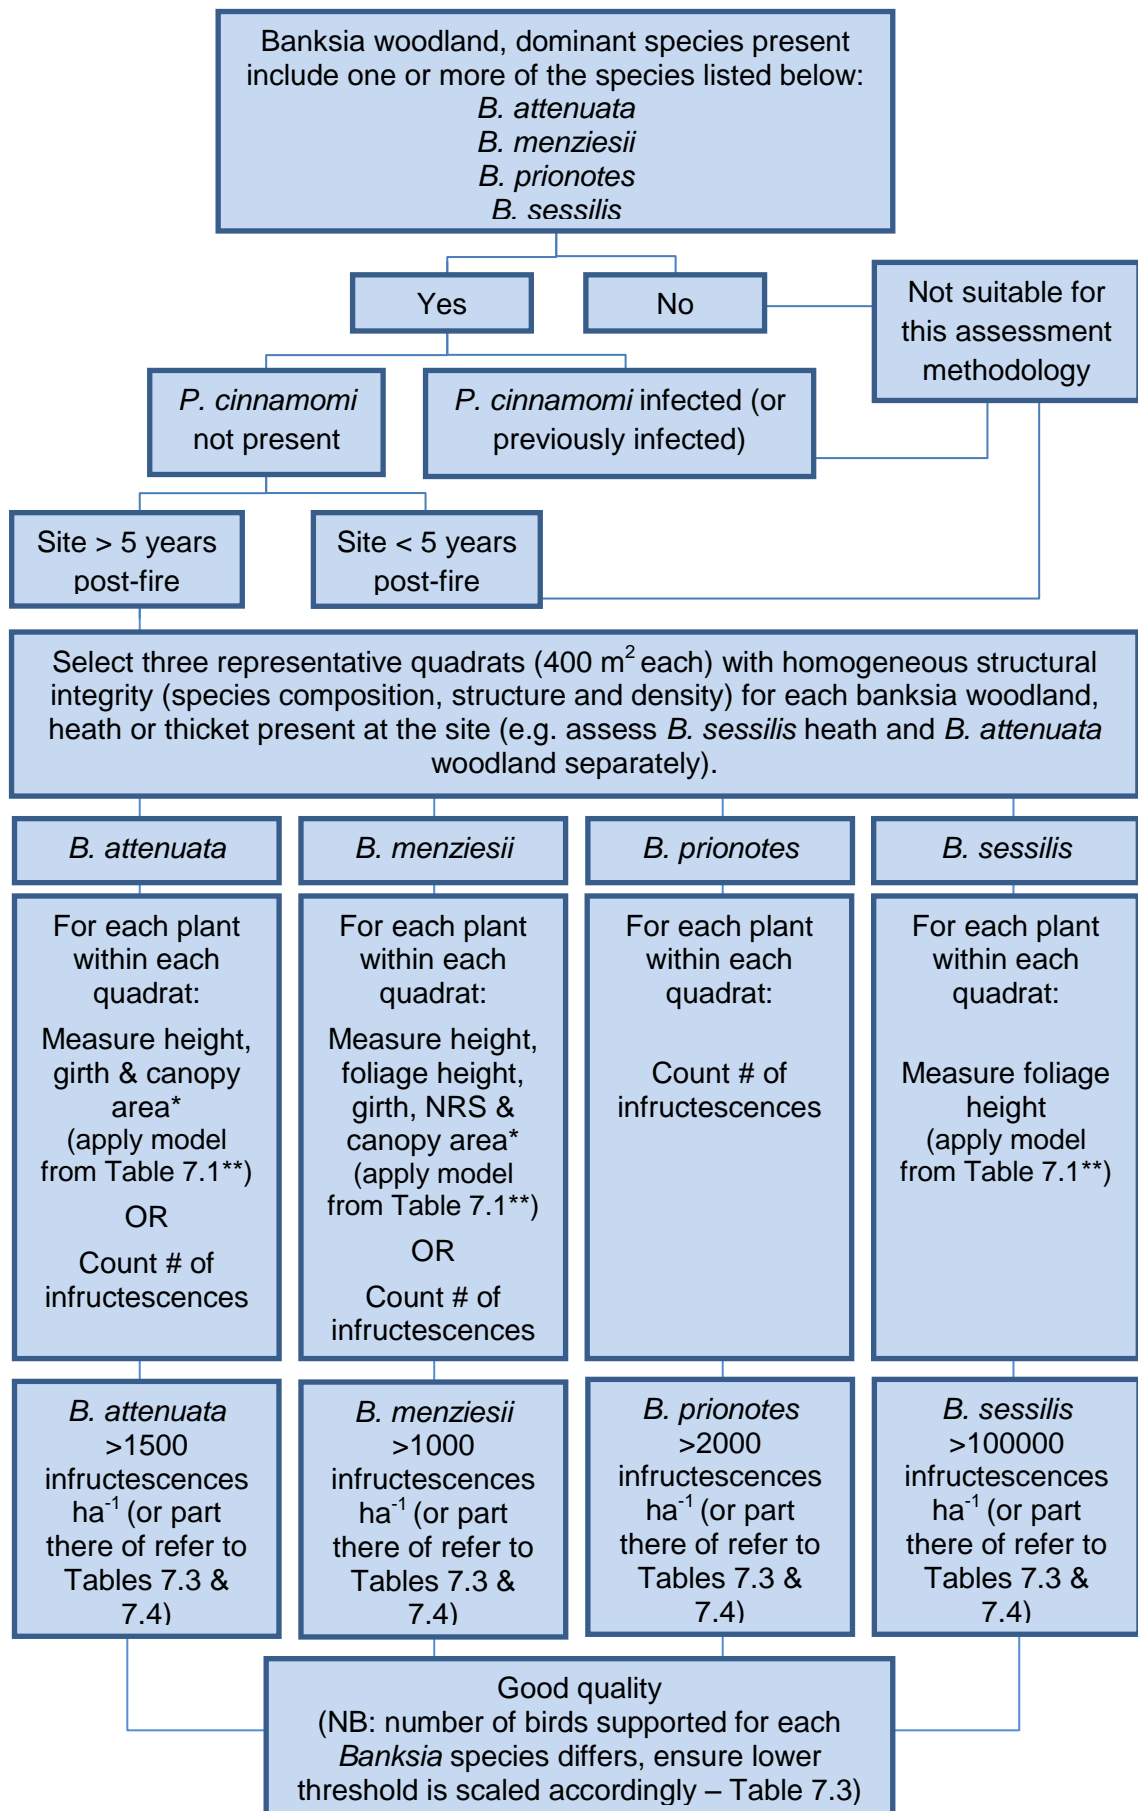 Banksia woodland, dominant species present
include one or more of the species listed below:
B. attenuata
B. menziesii
B. prionotes
B. sessilis
Yes
No
Not suitable for
this assessment
methodology
P. cinnamomi
not present
P. cinnamomi infected (or
previously infected)
Site > 5 years
post-fire
Site < 5 years
post-fire
Select three representative quadrats (400 m² each) with homogeneous structural
integrity (species composition, structure and density) for each banksia woodland,
heath or thicket present at the site (e.g. assess B. sessilis heath and B. attenuata
woodland separately).
B. attenuata
B. menziesii
B. prionotes
B. sessilis
For each plant
within each
quadrat:
Measure height,
girth & canopy
area*
(apply model
from Table 7.1**)
OR
Count # of
infructescences
For each plant
within each
quadrat:
Measure height,
foliage height,
girth, NRS &
canopy area*
(apply model
from Table 7.1**)
OR
Count # of
infructescences
For each plant
within each
quadrat:
Count # of
infructescences
For each plant
within each
quadrat:
Measure foliage
height
(apply model
from Table 7.1**)
B. attenuata
>1500
infructescences
ha⁻¹ (or part
there of refer to
Tables 7.3 &
7.4)
B. menziesii
>1000
infructescences
ha⁻¹ (or part
there of refer to
Tables 7.3 &
7.4)
B. prionotes
>2000
infructescences
ha⁻¹ (or part
there of refer to
Tables 7.3 &
7.4)
B. sessilis
>100000
infructescences
ha⁻¹ (or part
there of refer to
Tables 7.3 &
7.4)
Good quality
(NB: number of birds supported for each
Banksia species differs, ensure lower
threshold is scaled accordingly – Table 7.3)